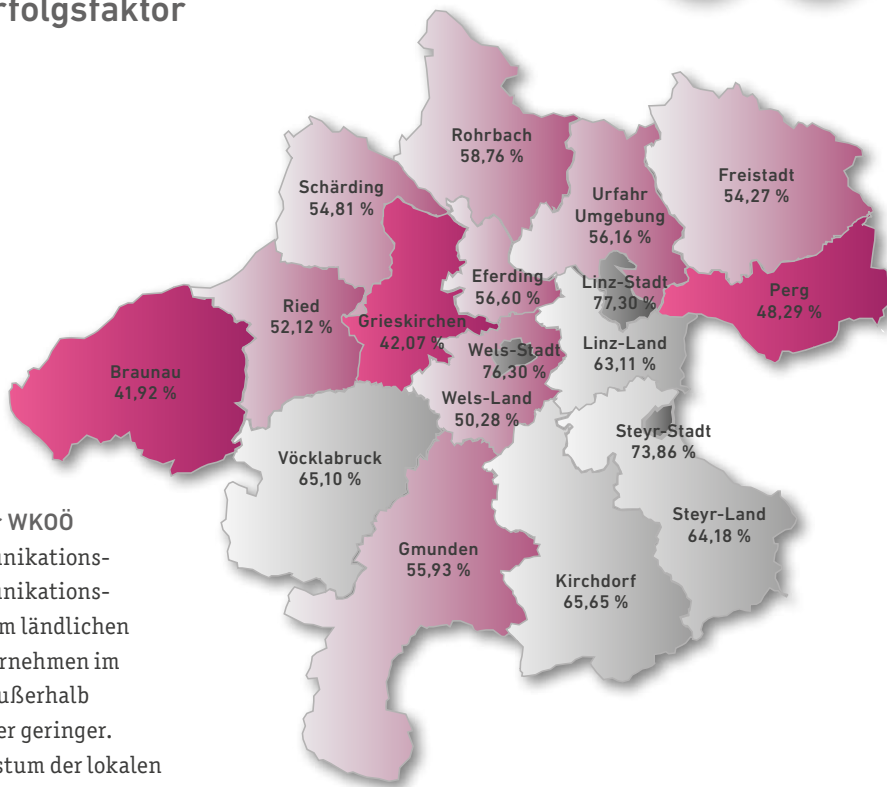 rfolgsfaktor
Rohrbach
58,76 %
Freistadt
54,27 %
Schärding
54,81 %
Urfahr
Umgebung
56,16 %
Eferding
56,60 %
Linz-Stadt
77,30 %
Perg
48,29 %
Ried
52,12 %
Grieskirchen
42,07 %
Linz-Land
63,11 %
Wels-Stadt
76,30 %
Braunau
41,92 %
Wels-Land
50,28 %
Steyr-Stadt
73,86 %
Vöcklabruck
65,10 %
Steyr-Land
64,18 %
Gmunden
55,93 %
Kirchdorf
65,65 %
WKOÖ
unikations-
unikations-
m ländlichen
rnehmen im
ußerhalb
er geringer.
stum der lokalen